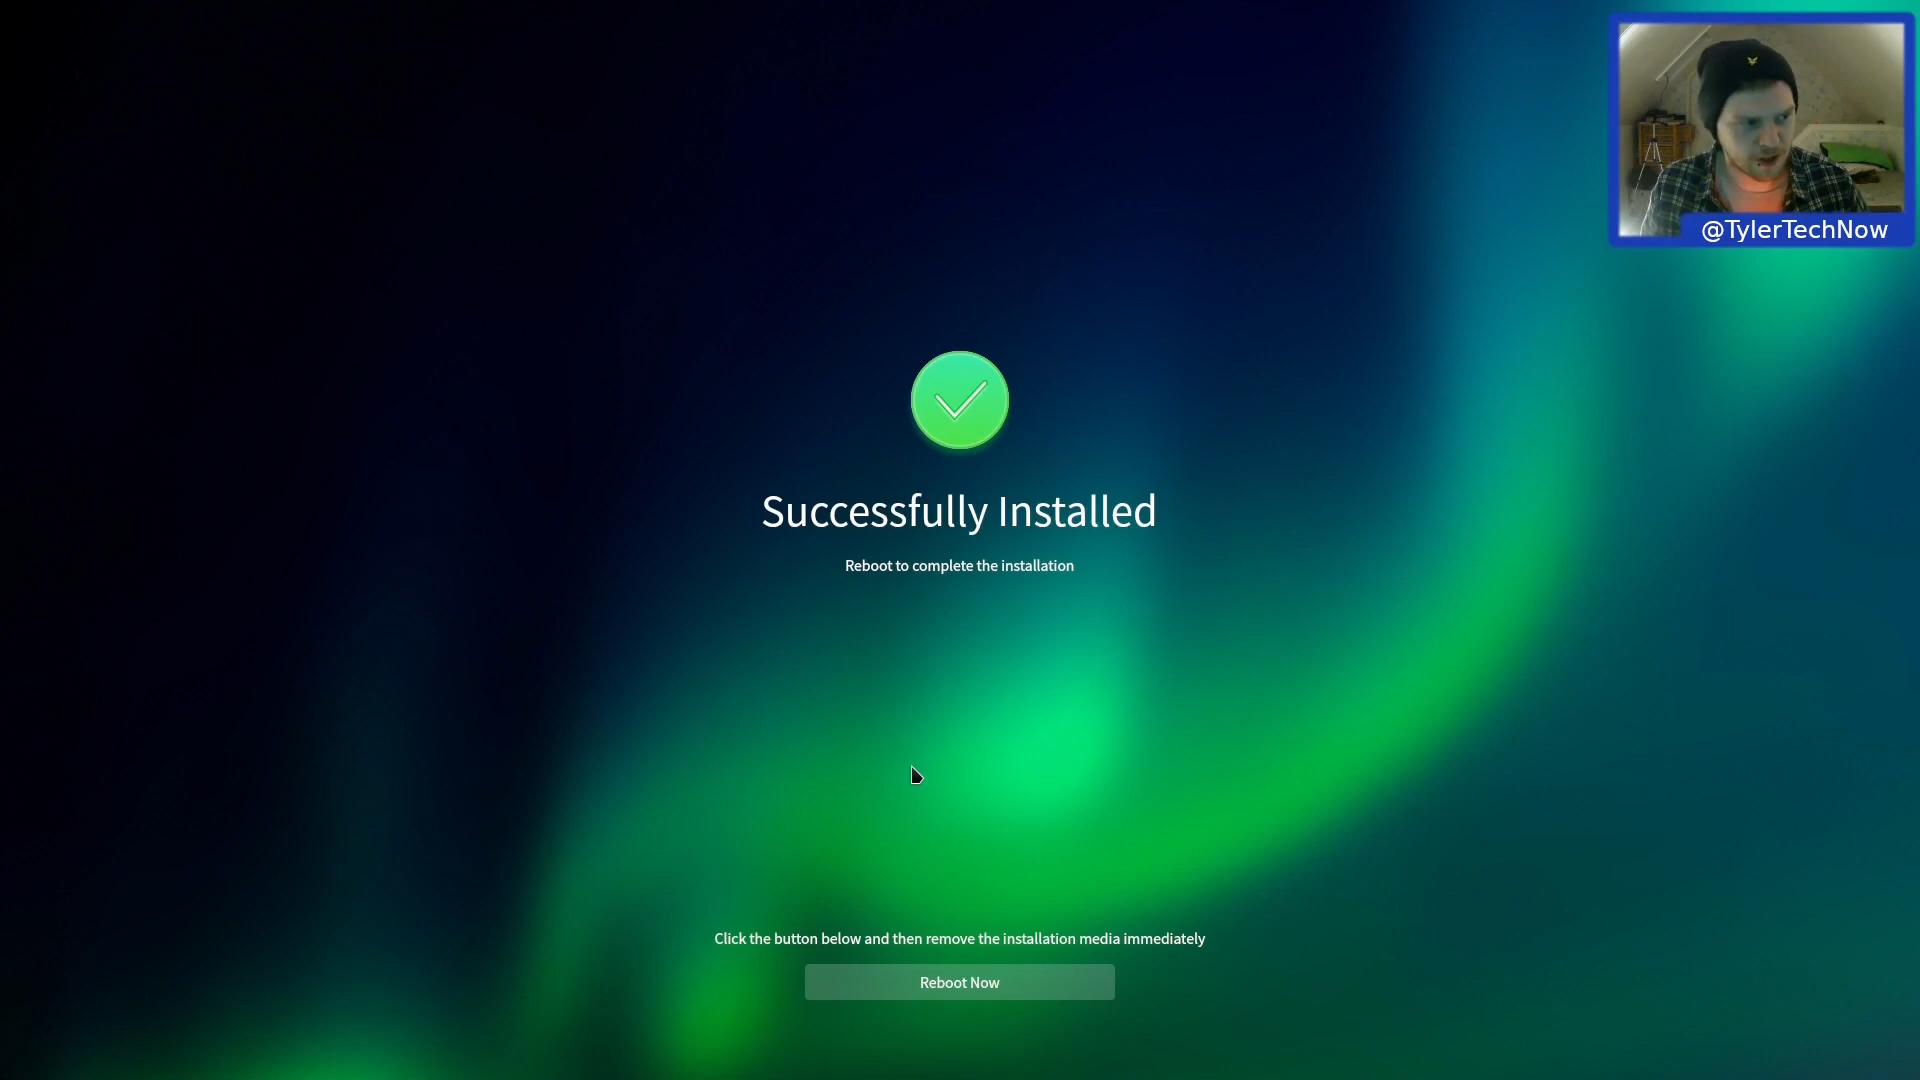 @TylerTechNow
Successfully Installed
Reboot to complete the installation
Click the button below and then remove the installation media immediately
Reboot Now